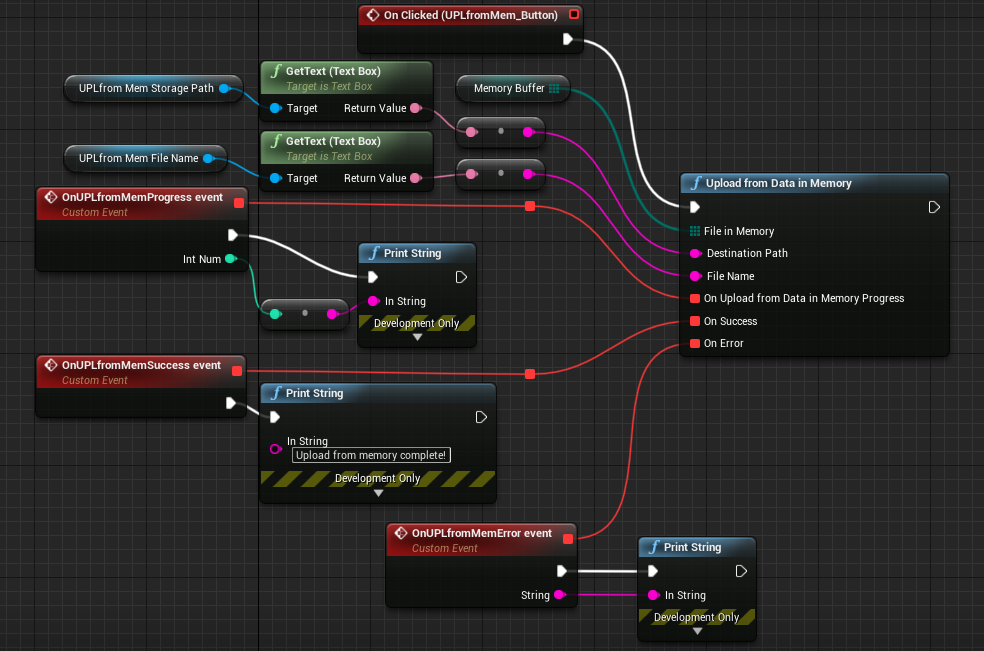 On Clicked (UPLfromMem_Button)
UPLfrom Mem Storage Path
GetText (Text Box)
Target is Text Box
Target
Return Value
Memory Buffer
UPLfrom Mem File Name
GetText (Text Box)
Target is Text Box
Target
Return Value
Upload from Data in Memory
File in Memory
Destination Path
File Name
On Upload from Data in Memory Progress
On Success
On Error
OnUPLfromMemProgress event
Custom Event
Int Num
Print String
In String
Development Only
OnUPLfromMemSuccess event
Custom Event
Print String
In String
Upload from memory complete!
Development Only
OnUPLfromMemError event
Custom Event
String
Print String
In String
Development Only